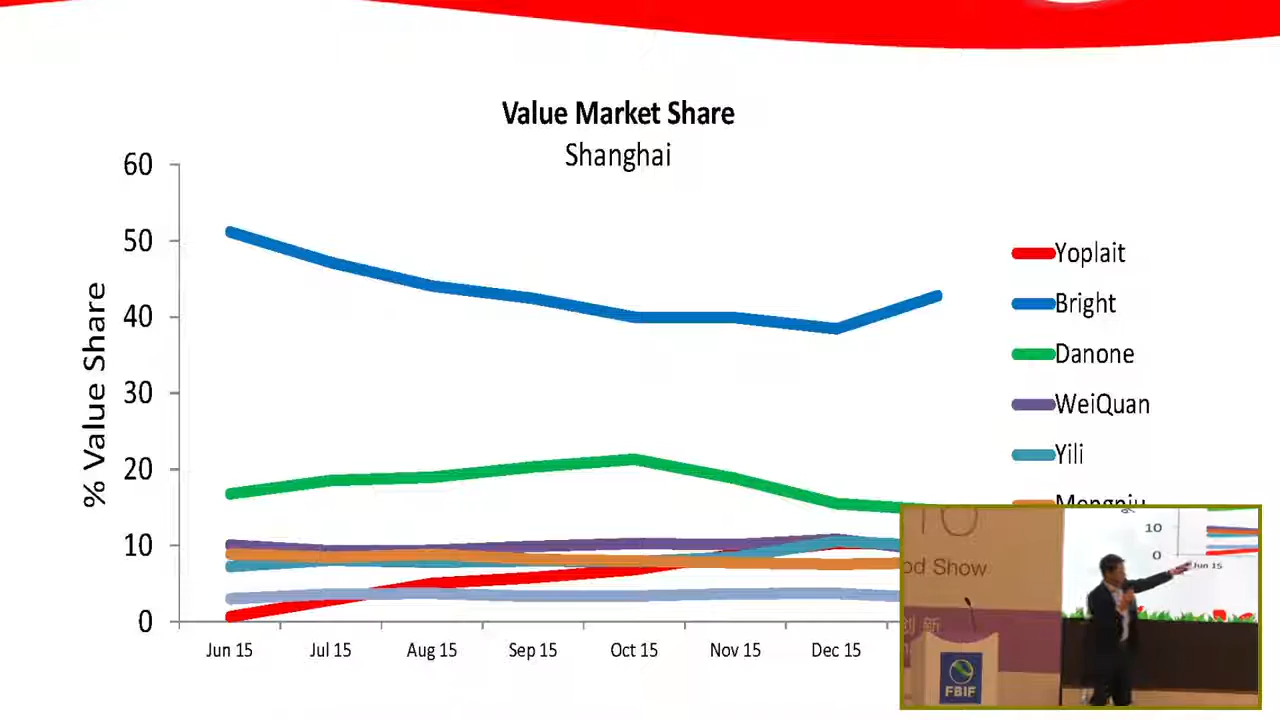 Value Market Share
Shanghai
60
50
40
30
20
10
0
% Value Share
Jun 15
Jul 15
Aug 15
Sep 15
Oct 15
Nov 15
Dec 15
Yoplait
Bright
Danone
WeiQuan
Yili
Mengniu
10
0
Jun 15
%
od Show
创新
FBIF